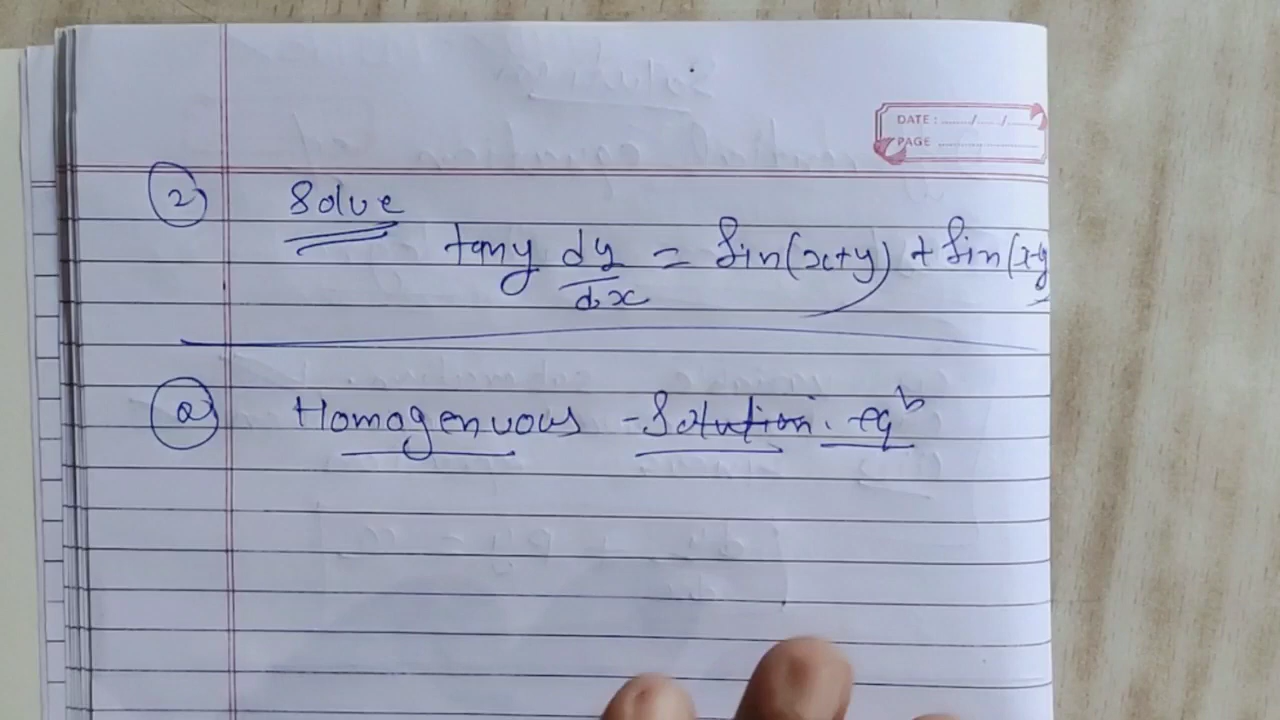 DATE : ....../...../......
PAGE ........................
2) Solve
tany dy/dx = Sin(x+y) + Sin(x-y
a) Homogenuous - Solution. eqn